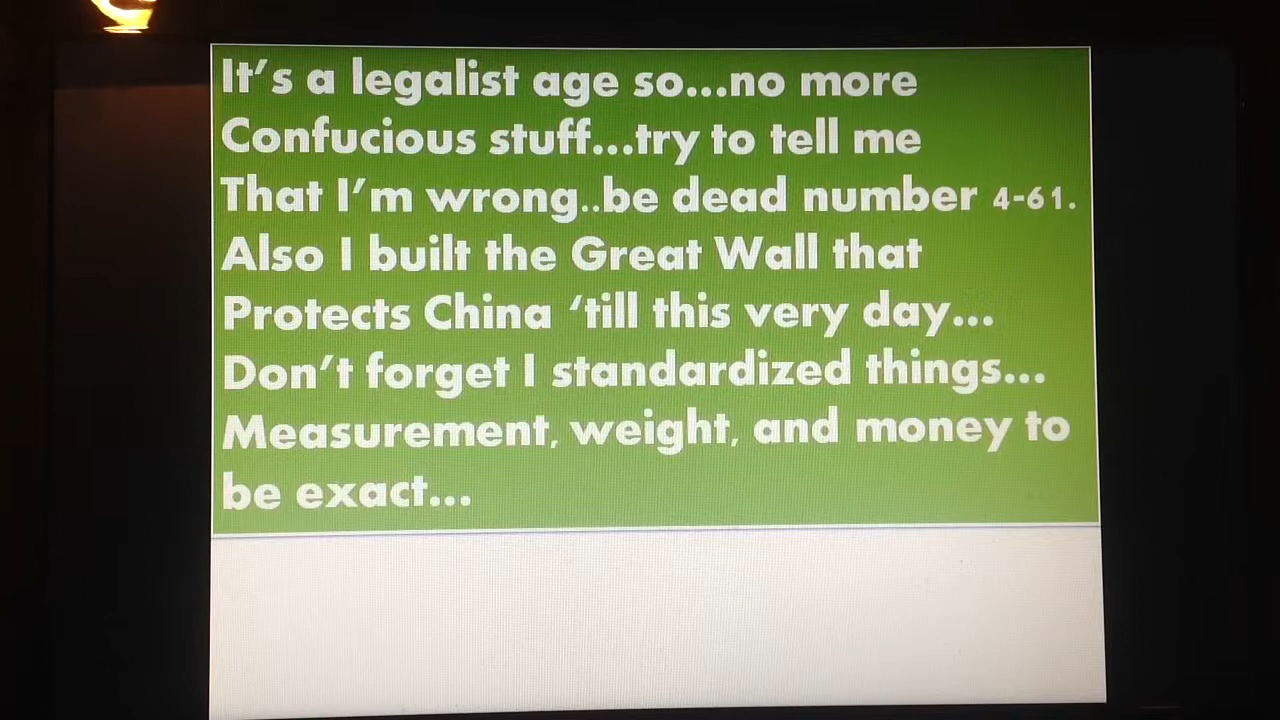 It's a legalist age so...no more
Confucious stuff...try to tell me
That I'm wrong..be dead number 4-61.
Also I built the Great Wall that
Protects China ‘till this very day...
Don't forget I standardized things...
Measurement, weight, and money to
be exact...